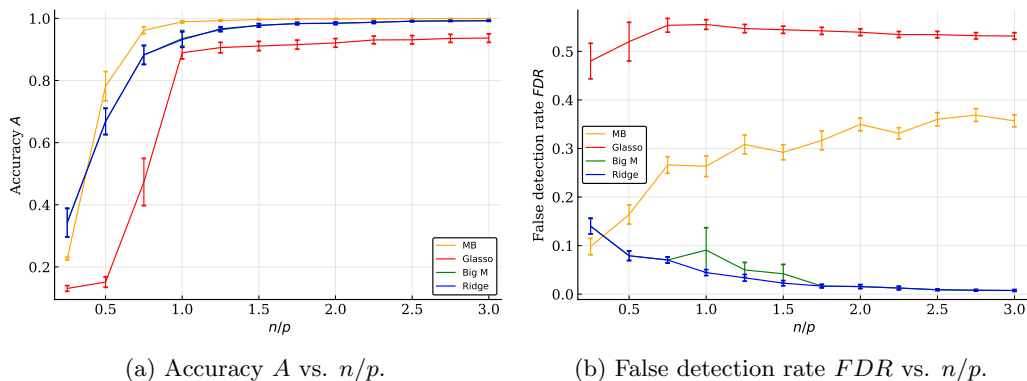 Accuracy A
1.0
0.8
0.6
0.4
0.2
0.5
1.0
1.5
2.0
2.5
3.0
n/p
MB
Glasso
Big M
Ridge
(a) Accuracy A vs. n/p.
False detection rate FDR
0.5
0.4
0.3
0.2
0.1
0.0
0.5
1.0
1.5
2.0
2.5
3.0
n/p
MB
Glasso
Big M
Ridge
(b) False detection rate FDR vs. n/p.